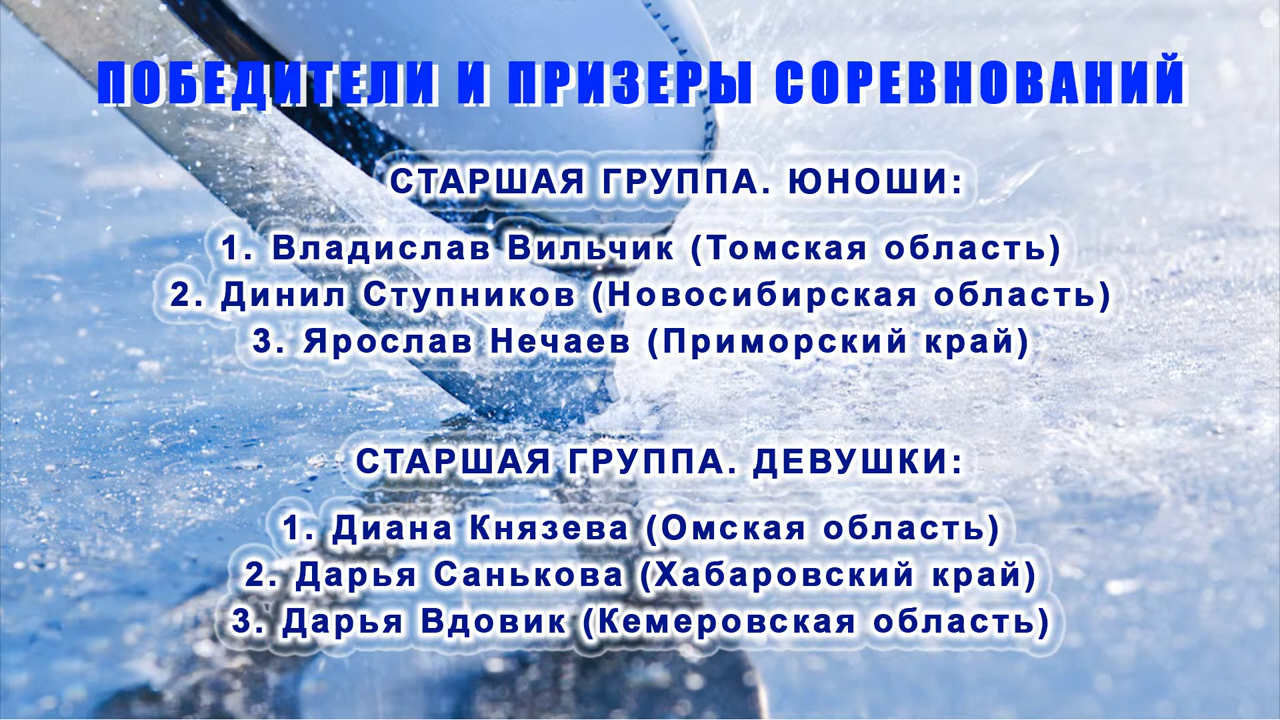 ПОБЕДИТЕЛИ И ПРИЗЕРЫ СОРЕВНОВАНИЙ
СТАРШАЯ ГРУППА. ЮНОШИ:
1. Владислав Вильчик (Томская область)
2. Динил Ступников (Новосибирская область)
3. Ярослав Нечаев (Приморский край)
СТАРШАЯ ГРУППА. ДЕВУШКИ:
1. Диана Князева (Омская область)
2. Дарья Санькова (Хабаровский край)
3. Дарья Вдовик (Кемеровская область)